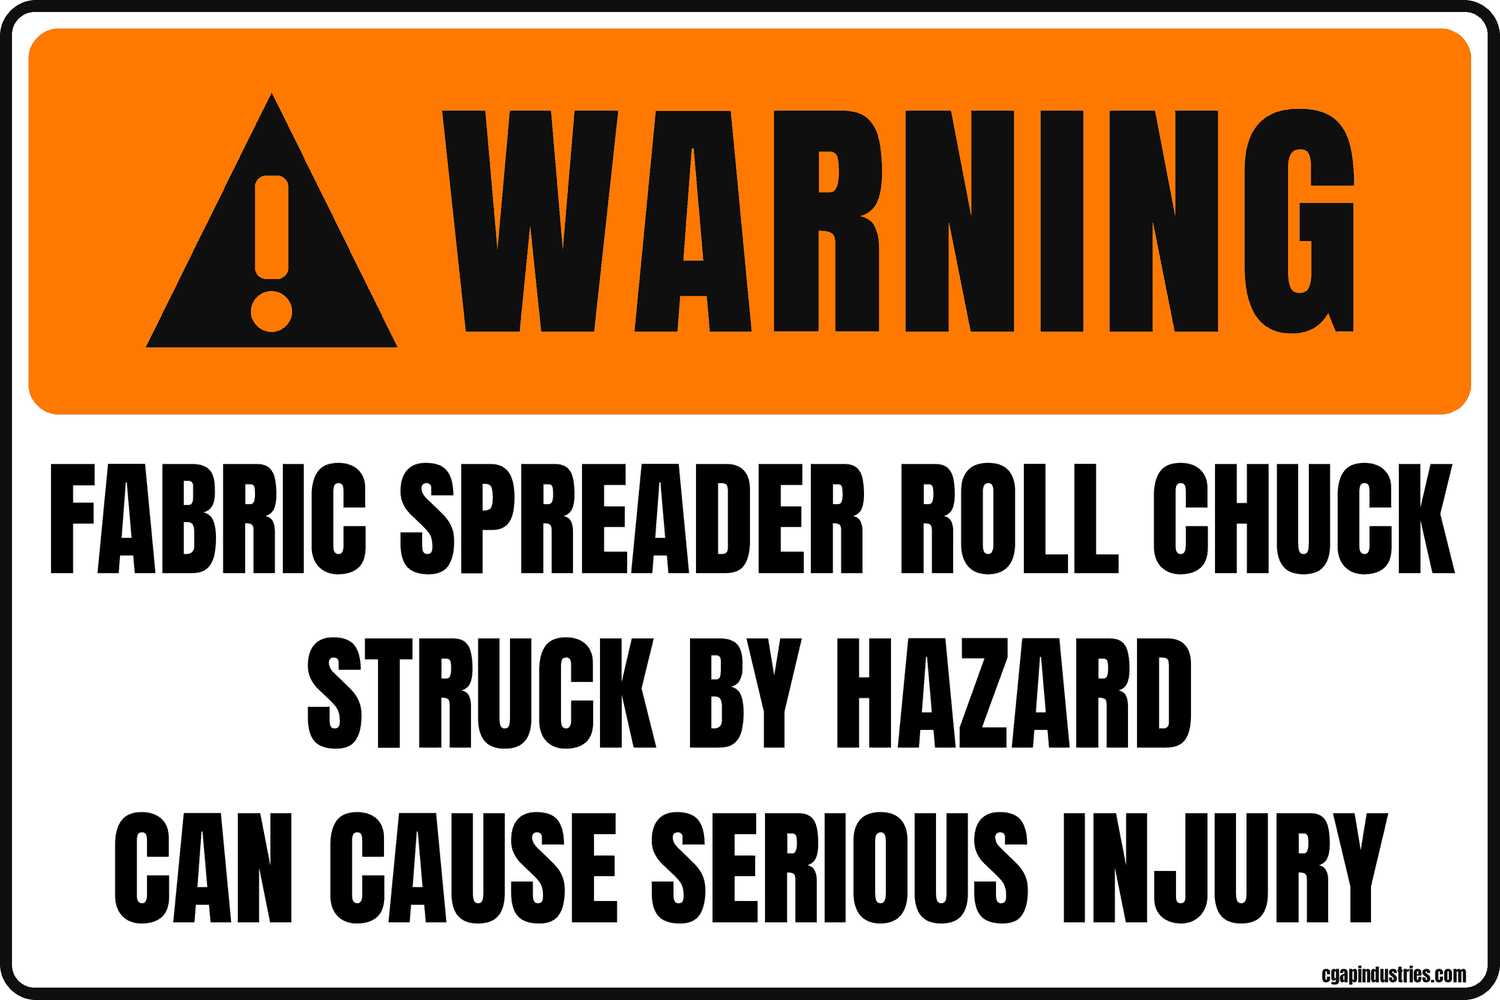 WARNING
FABRIC SPREADER ROLL CHUCK
STRUCK BY HAZARD
CAN CAUSE SERIOUS INJURY
cgapindustries.com